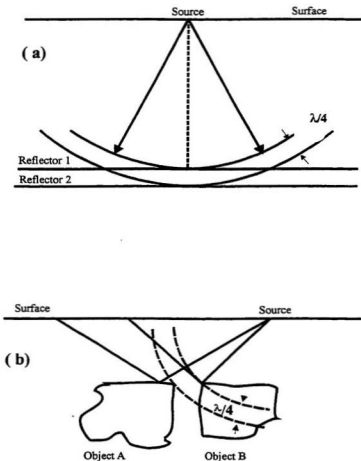 Source Surface
( a )
λ/4
Reflector 1
Reflector 2
Surface Source
( b )
λ/4
Object A Object B